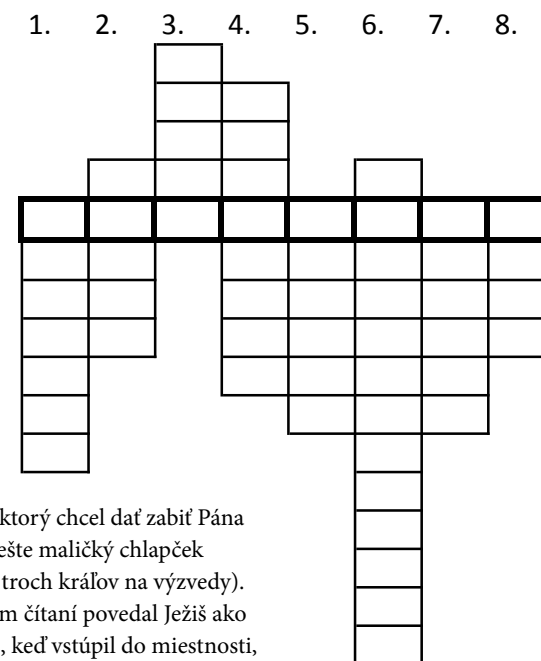 1. 2. 3. 4. 5. 6. 7. 8.
ktorý chcel dať zabiť Pána
ešte maličký chlapček
troch kráľov na výzvedy).
m čítaní povedal Ježiš ako
, keď vstúpil do miestnosti,